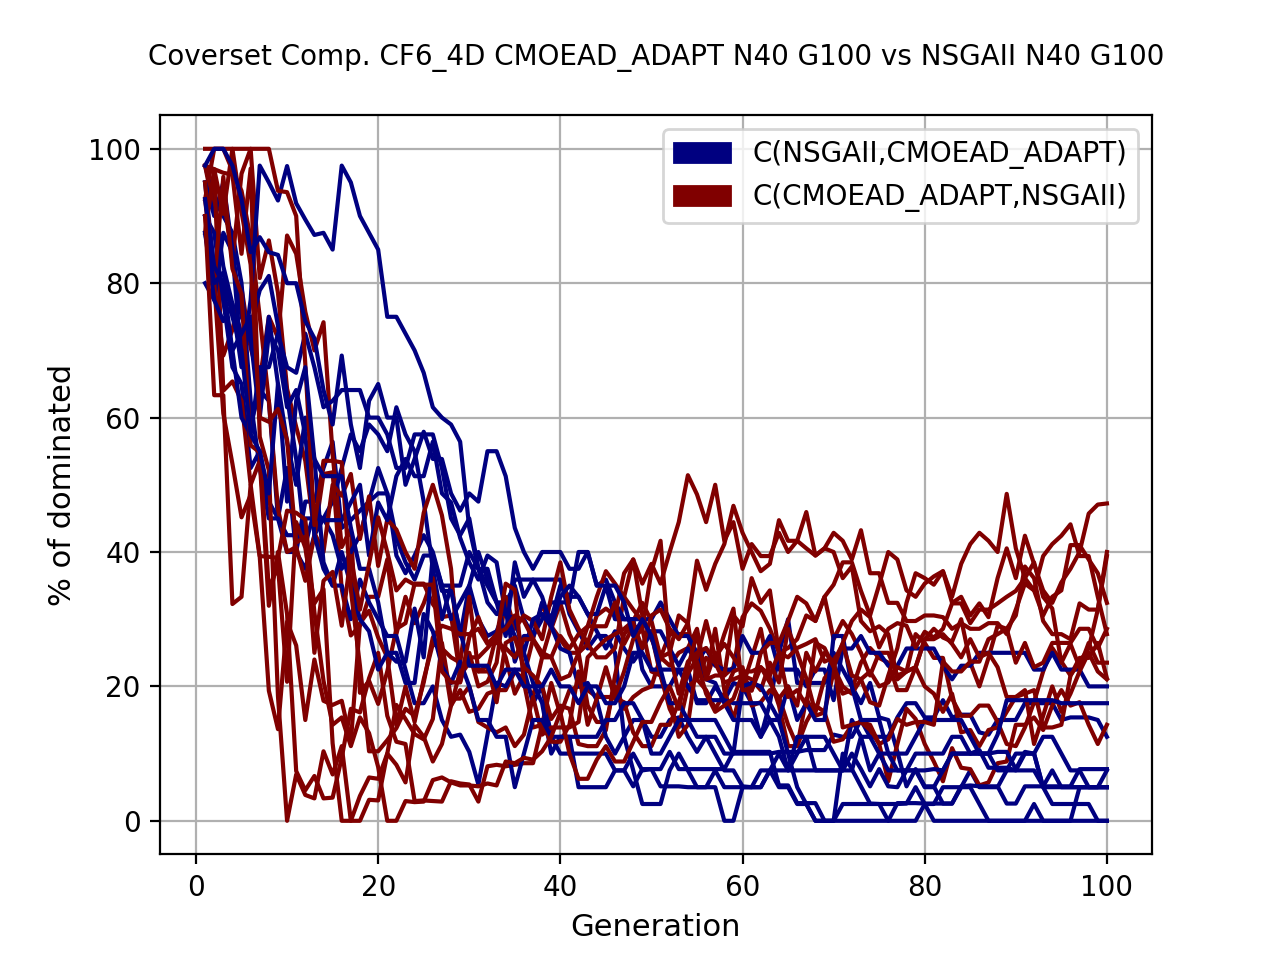 Coverset Comp. CF6_4D CMOEAD_ADAPT N40 G100 vs NSGAII N40 G100
C(NSGAII,CMOEAD_ADAPT)
C(CMOEAD_ADAPT,NSGAII)
% of dominated
100
80
60
40
20
0
0 20 40 60 80 100
Generation